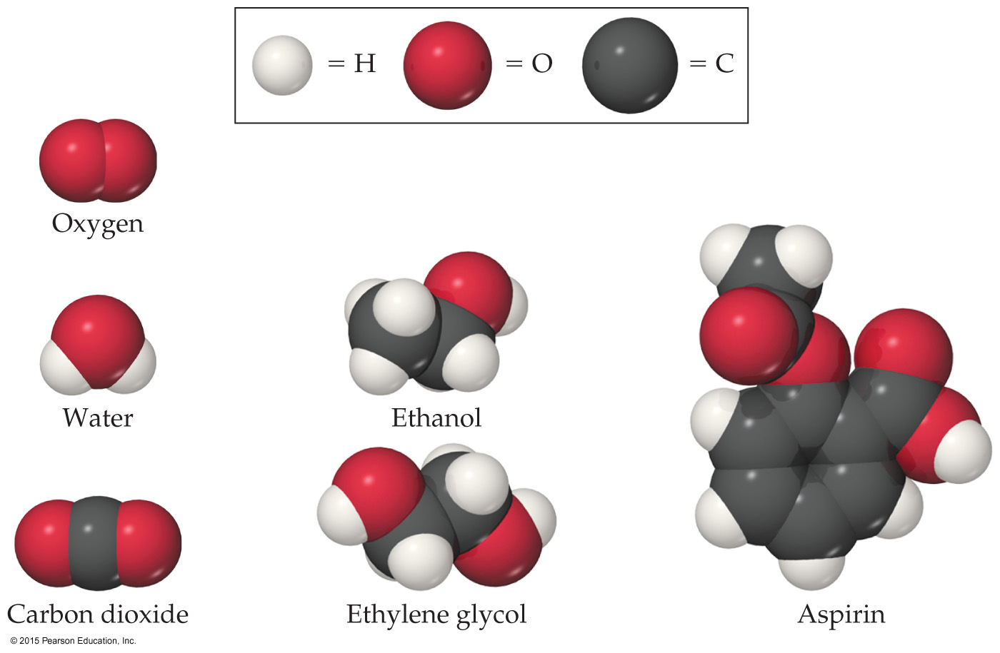 = H = O = C
Oxygen
Water
Ethanol
Carbon dioxide
Ethylene glycol
Aspirin
© 2015 Pearson Education, Inc.